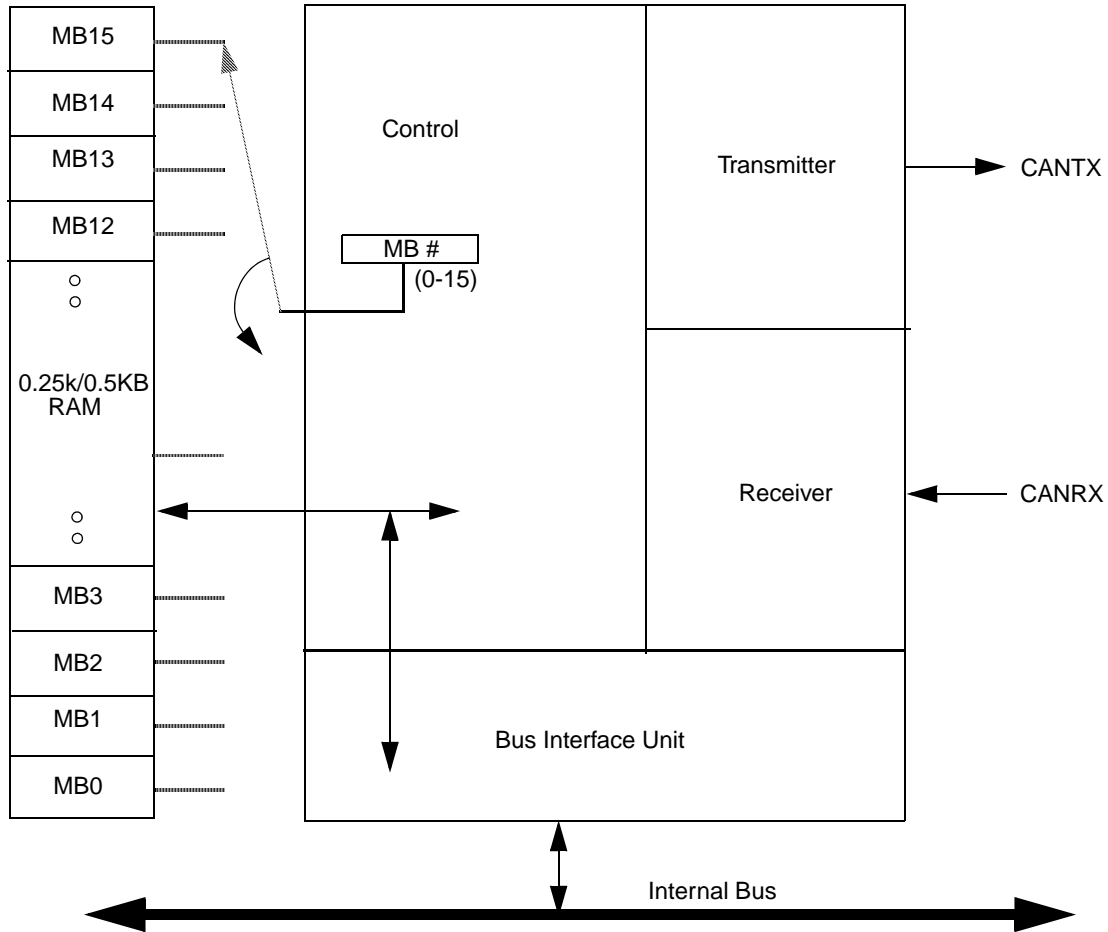 MB15
MB14
MB13
MB12
0.25k/0.5KB
RAM
MB3
MB2
MB1
MB0
Control
MB #
(0-15)
Transmitter
CANTX
Receiver
CANRX
Bus Interface Unit
Internal Bus